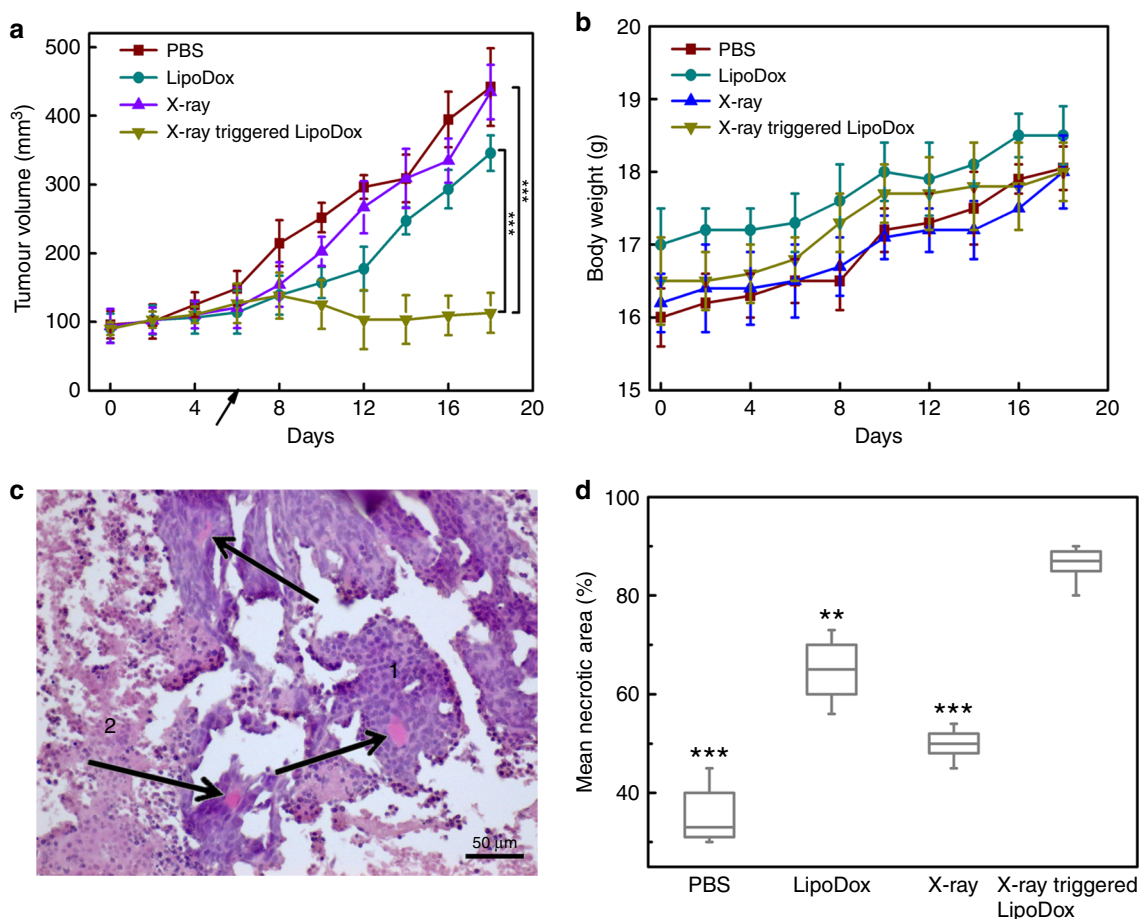 a
500
400
300
200
100
0
Tumour volume (mm³)
PBS
LipoDox
X-ray
X-ray triggered LipoDox
***
***
0
4
8
12
16
20
Days
b
20
19
18
17
16
15
Body weight (g)
PBS
LipoDox
X-ray
X-ray triggered LipoDox
0
4
8
12
16
20
Days
c
1
2
50 μm
d
100
80
60
40
Mean necrotic area (%)
***
**
***
PBS
LipoDox
X-ray
X-ray triggered
LipoDox